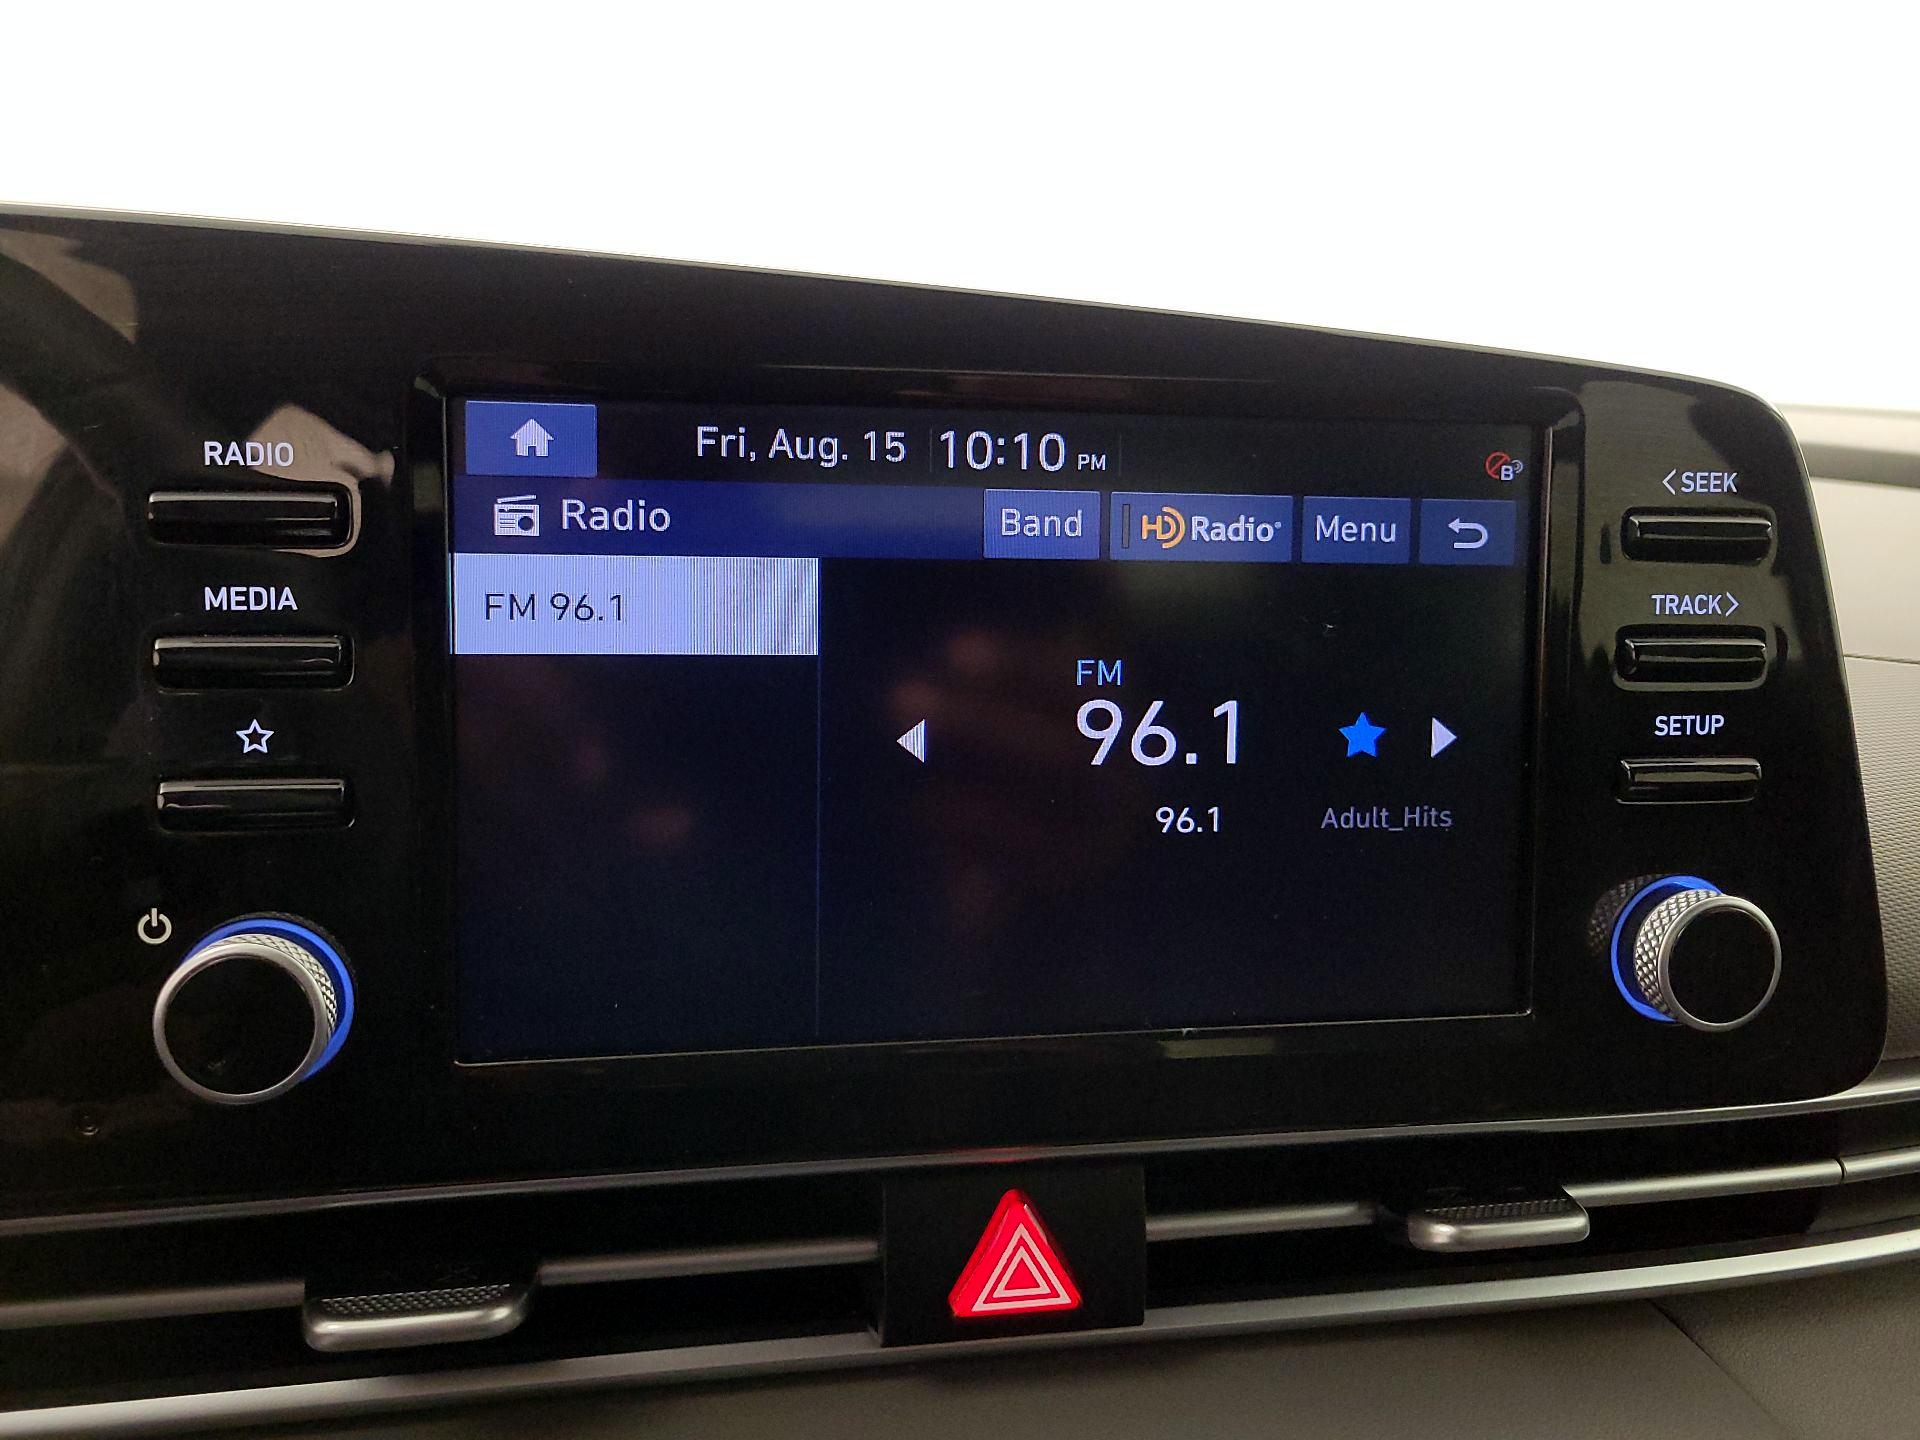 RADIO
MEDIA
Fri, Aug. 15 10:10 PM
B
Radio
Band
HD Radio
Menu
FM 96.1
FM
96.1
96.1
Adult_Hits
<SEEK
TRACK>
SETUP